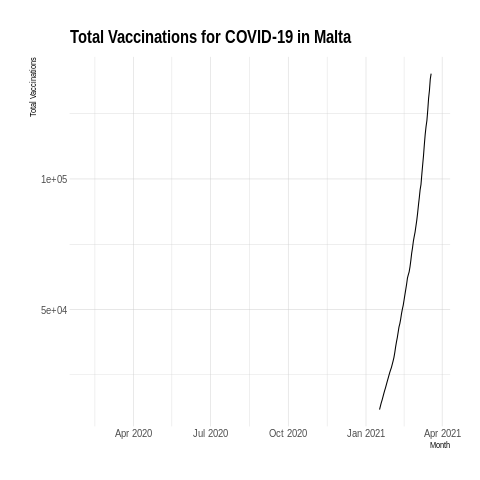 Total Vaccinations for COVID-19 in Malta
Total Vaccinations
1e+05
5e+04
Apr 2020 Jul 2020 Oct 2020 Jan 2021 Apr 2021
Month